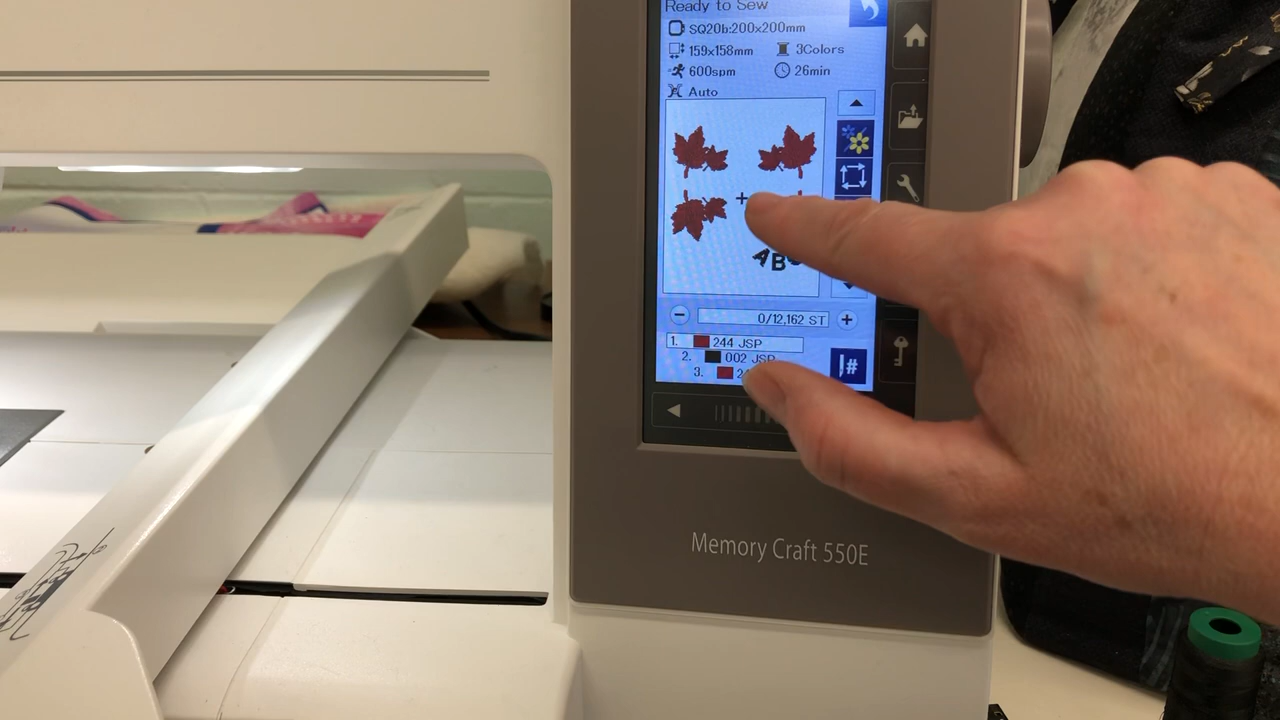 Ready to Sew
SQ20b:200x200mm
159x158mm 3Colors
600spm 26min
Auto
ABC
0/12,162 ST
1. 244 JSP
2. 002 JSP
3.
#
Memory Craft 550E